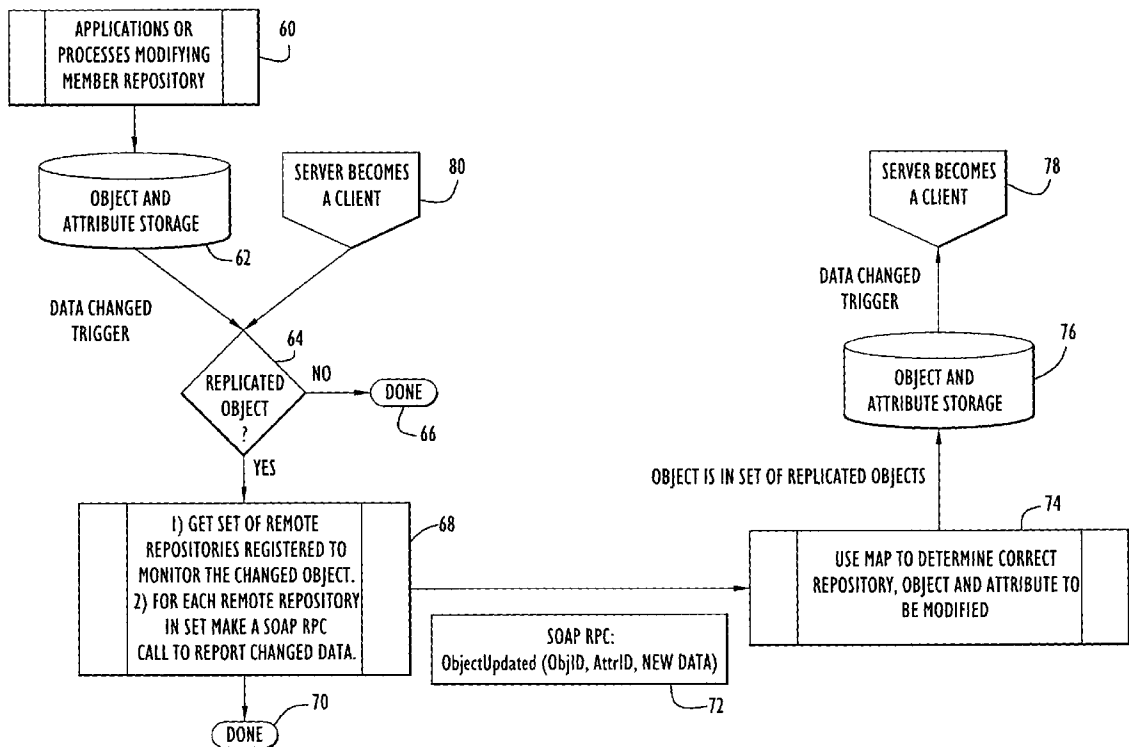 APPLICATIONS OR
PROCESSES MODIFYING
MEMBER REPOSITORY
60
OBJECT AND
ATTRIBUTE STORAGE
62
SERVER BECOMES
A CLIENT
80
DATA CHANGED
TRIGGER
64
REPLICATED
OBJECT
?
NO
DONE
66
YES
1) GET SET OF REMOTE
REPOSITORIES REGISTERED TO
MONITOR THE CHANGED OBJECT.
2) FOR EACH REMOTE REPOSITORY
IN SET MAKE A SOAP RPC
CALL TO REPORT CHANGED DATA.
68
DONE
70
SOAP RPC:
ObjectUpdated (ObjID, AttrID, NEW DATA)
72
SERVER BECOMES
A CLIENT
78
DATA CHANGED
TRIGGER
76
OBJECT AND
ATTRIBUTE STORAGE
OBJECT IS IN SET OF REPLICATED OBJECTS
74
USE MAP TO DETERMINE CORRECT
REPOSITORY, OBJECT AND ATTRIBUTE TO
BE MODIFIED